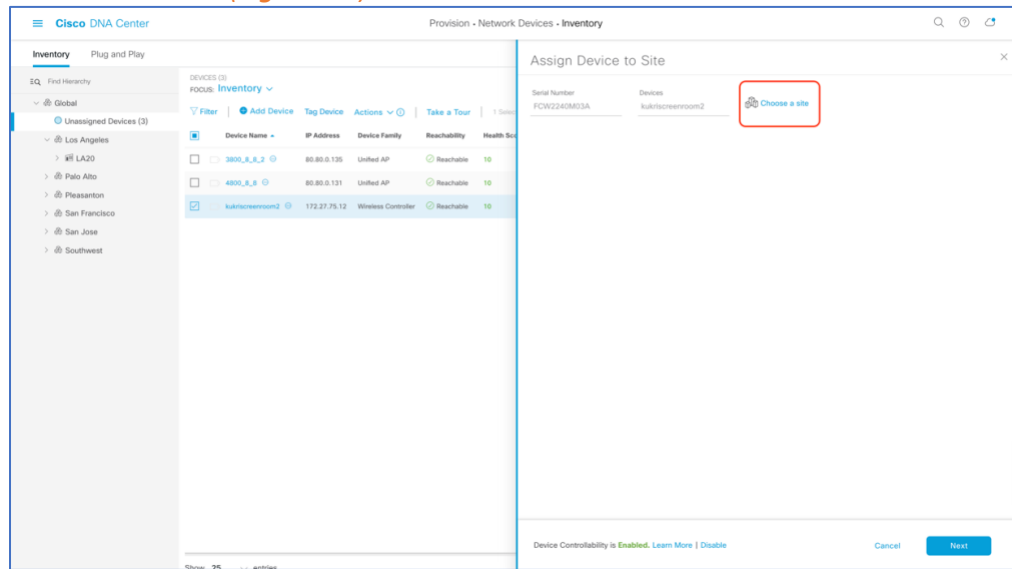 Cisco DNA Center
Provision • Network Devices • Inventory
Inventory Plug and Play
Find Hierarchy
Global
Unassigned Devices (3)
Los Angeles
LA20
Palo Alto
Pleasanton
San Francisco
San Jose
Southwest
DEVICES (3)
FOCUS: Inventory
Filter Add Device Tag Device Actions Take a Tour 1 Selec
Device Name IP Address Device Family Reachability Health Sco
3800_8_8_2 80.80.0.135 Unified AP Reachable 10
4800_8_8 80.80.0.131 Unified AP Reachable 10
kukriscreenroom2 172.27.75.12 Wireless Controller Reachable 10
Show 25 entries
Assign Device to Site
Serial Number Devices
FCW2240M03A kukriscreenroom2 Choose a site
Device Controllability is Enabled. Learn More | Disable Cancel Next